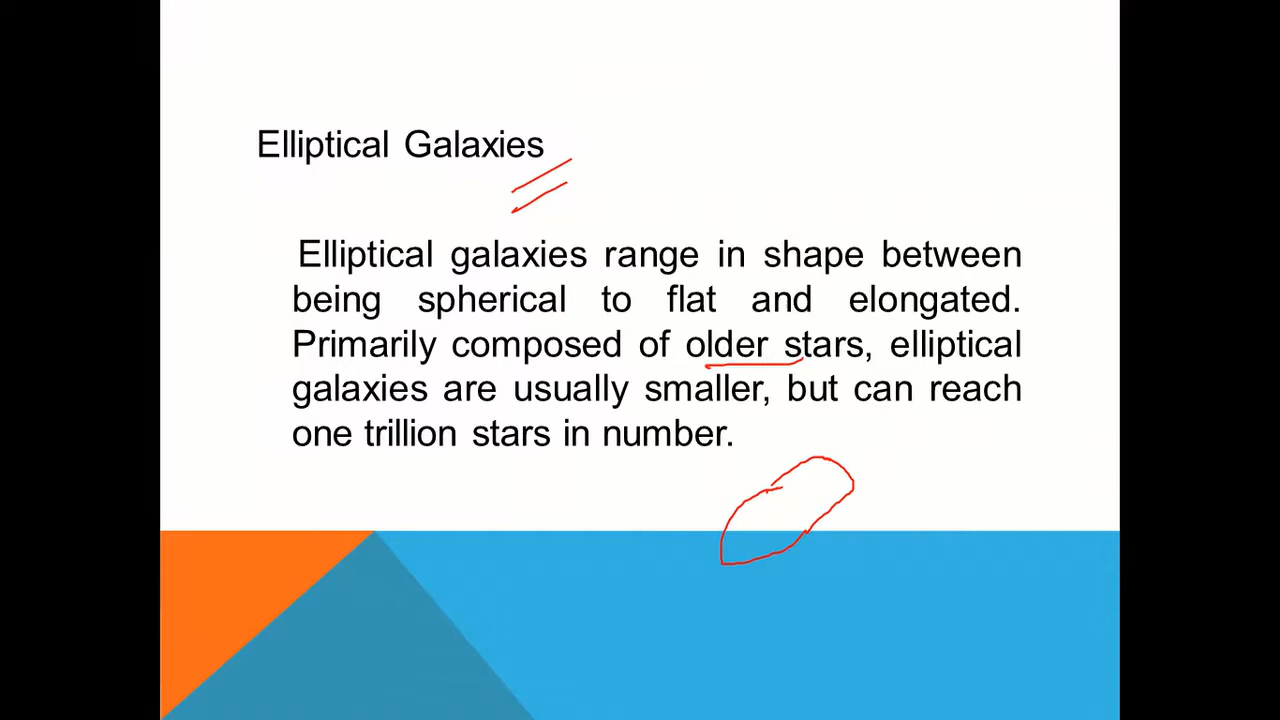 Elliptical Galaxies
Elliptical galaxies range in shape between
being spherical to flat and elongated.
Primarily composed of older stars, elliptical
galaxies are usually smaller, but can reach
one trillion stars in number.